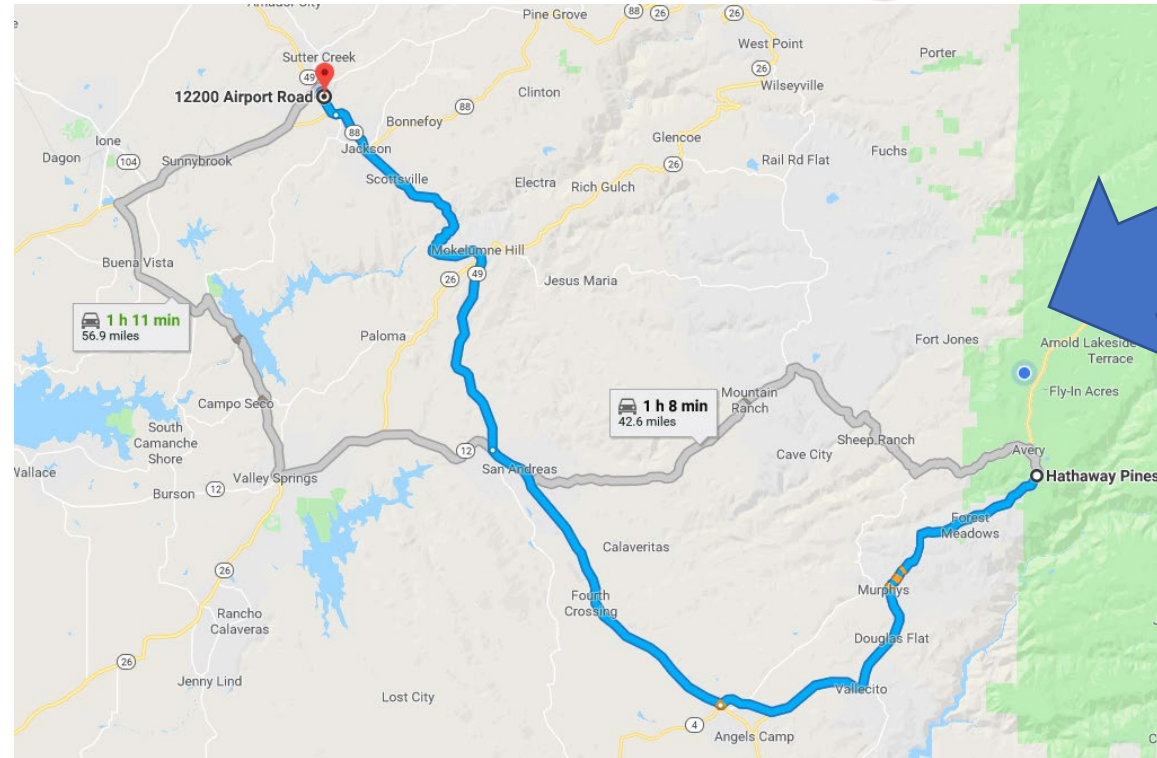 Amador City
Pine Grove
88
26
26
West Point
Porter
Sutter Creek
49
26
Wilseyville
12200 Airport Road
Clinton
88
Bonnefoy
88
Ione
Jackson
Glencoe
Dagon
104
Sunnybrook
26
Rail Rd Flat
Fuchs
Scottsville
Electra
Rich Gulch
Mokelumne Hill
Buena Vista
26
49
Jesus Maria
1 h 11 min
56.9 miles
Paloma
Fort Jones
Arnold Lakeside
Terrace
Fly-In Acres
Mountain
Ranch
1 h 8 min
42.6 miles
Campo Seco
South
Camanche
Shore
Sheep Ranch
Cave City
Avery
12
San Andreas
Wallace
Valley Springs
Hathaway Pines
Burson
12
Forest
Meadows
Calaveritas
26
Murphys
Fourth
Crossing
Rancho
Calaveras
Douglas Flat
26
Jenny Lind
Lost City
Vallecito
4
Angels Camp